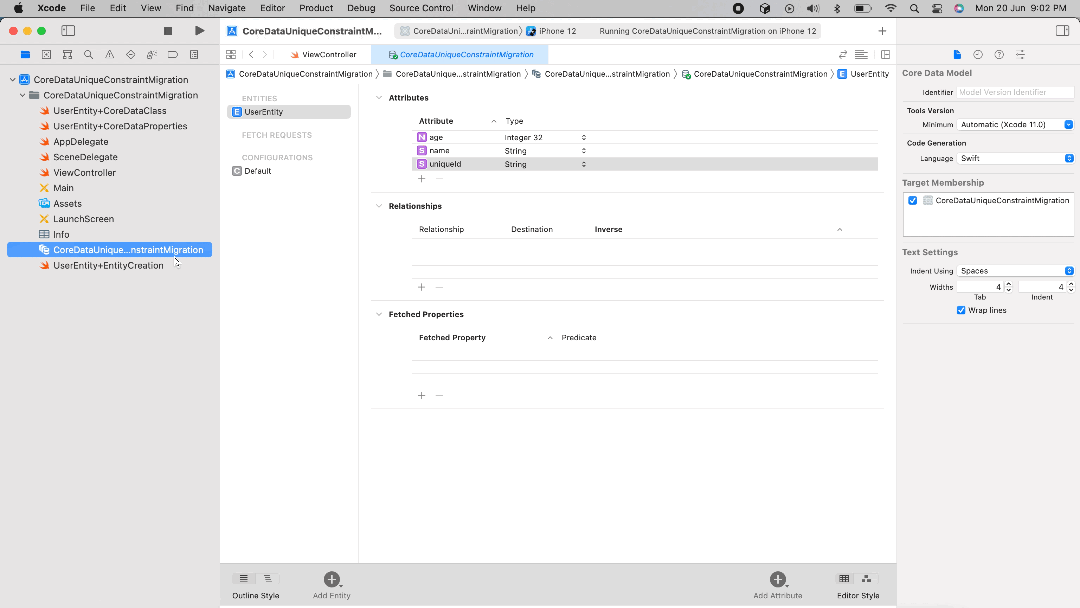 Xcode File Edit View Find Navigate Editor Product Debug Source Control Window Help Mon 20 Jun 9:02 PM
CoreDataUniqueConstraintM... CoreDataUni...raintMigration 〉 iPhone 12 Running CoreDataUniqueConstraintMigration on iPhone 12
ViewController CoreDataUniqueConstraintMigration
CoreDataUniqueConstraintMigration 〉 CoreDataUnique...straintMigration 〉 CoreDataUnique...straintMigration 〉 CoreDataUniqueConstraintMigration 〉 E UserEntity
CoreDataUniqueConstraintMigration
CoreDataUniqueConstraintMigration
UserEntity+CoreDataClass
UserEntity+CoreDataProperties
AppDelegate
SceneDelegate
ViewController
Main
Assets
LaunchScreen
Info
CoreDataUnique...nstraintMigration
UserEntity+EntityCreation
ENTITIES
E UserEntity
FETCH REQUESTS
CONFIGURATIONS
C Default
Attributes
Attribute Type
N age Integer 32
S name String
S uniqueId String
Relationships
Relationship Destination Inverse
Fetched Properties
Fetched Property Predicate
Outline Style Add Entity Add Attribute Editor Style
Core Data Model
Identifier Model Version Identifier
Tools Version
Minimum Automatic (Xcode 11.0)
Code Generation
Language Swift
Target Membership
CoreDataUniqueConstraintMigration
Text Settings
Indent Using Spaces
Widths 4 4
Tab Indent
Wrap lines